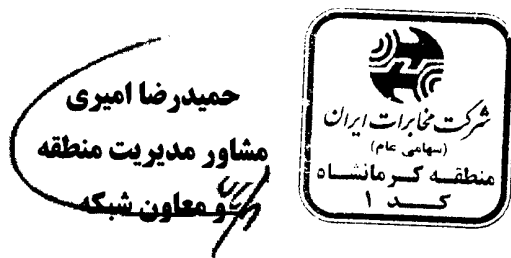 حمیدرضا امیری
مشاور مدیریت منطقه
و معاون شبکه
شرکت مخابرات ایران
(سهامی عام)
منطقه کرمانشاه
کد ۱